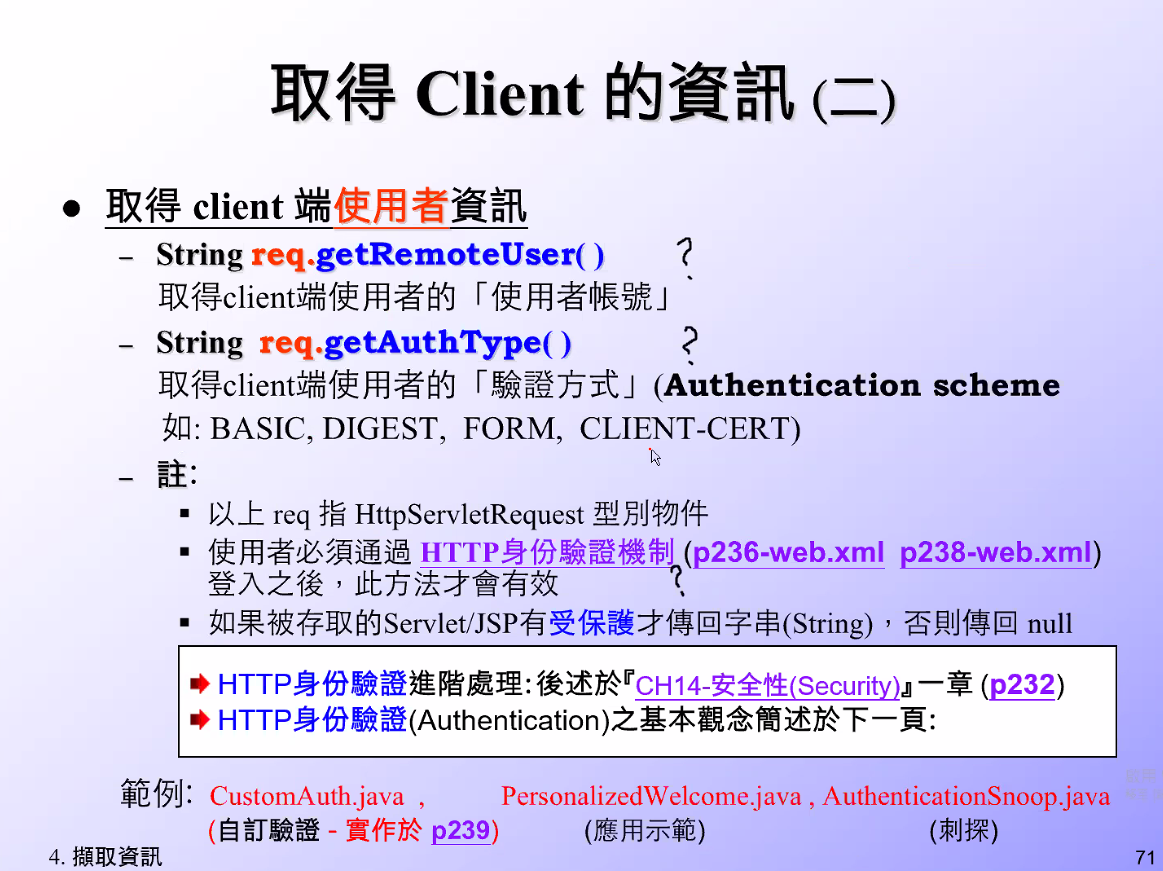 取得 Client 的資訊 (二)
● 取得 client 端使用者資訊
– String req.getRemoteUser( ) ?
取得client端使用者的「使用者帳號」
– String req.getAuthType( ) ?
取得client端使用者的「驗證方式」(Authentication scheme
如: BASIC, DIGEST, FORM, CLIENT-CERT)
– 註:
▪ 以上 req 指 HttpServletRequest 型別物件
▪ 使用者必須通過 HTTP身份驗證機制 (p236-web.xml p238-web.xml)
登入之後，此方法才會有效 ?
▪ 如果被存取的Servlet/JSP有受保護才傳回字串(String)，否則傳回 null
HTTP身份驗證進階處理:後述於『CH14-安全性(Security)』一章 (p232)
HTTP身份驗證(Authentication)之基本觀念簡述於下一頁:
範例: CustomAuth.java , PersonalizedWelcome.java , AuthenticationSnoop.java
(自訂驗證 - 實作於 p239) (應用示範) (刺探)
4. 擷取資訊 71